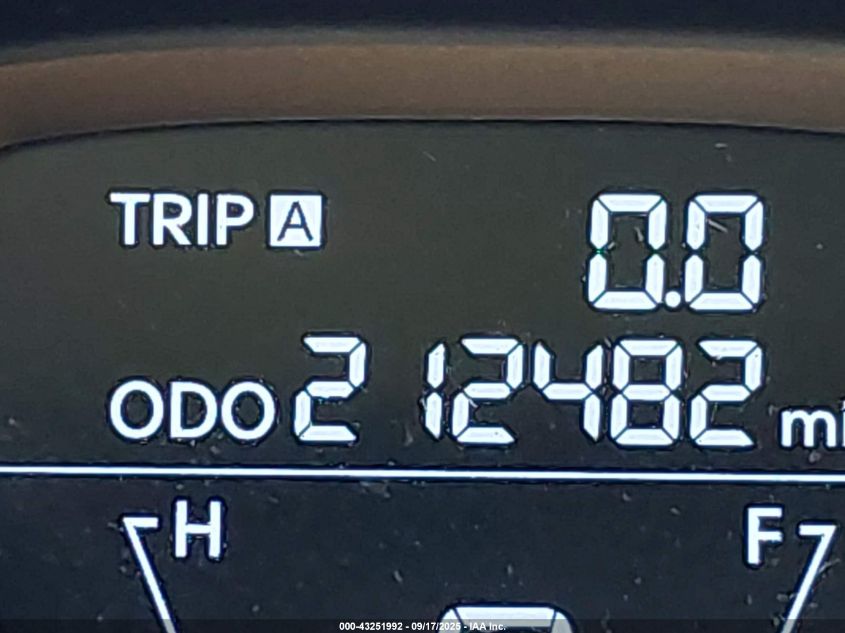 TRIP A 0.0
ODO 212482 mi
H F
000-43251992 - 09/17/2025 - IAA Inc.